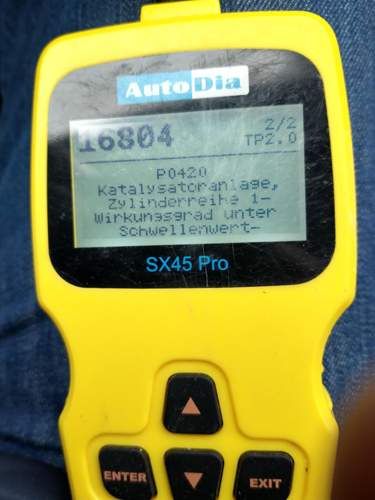 AutoDia
16804 2/2
TP2.0
P0420
Katalysatoranlage,
Zylinderreihe 1-
Wirkungsgrad unter
Schwellenwert-
SX45 Pro
▲
ENTER ▼ EXIT